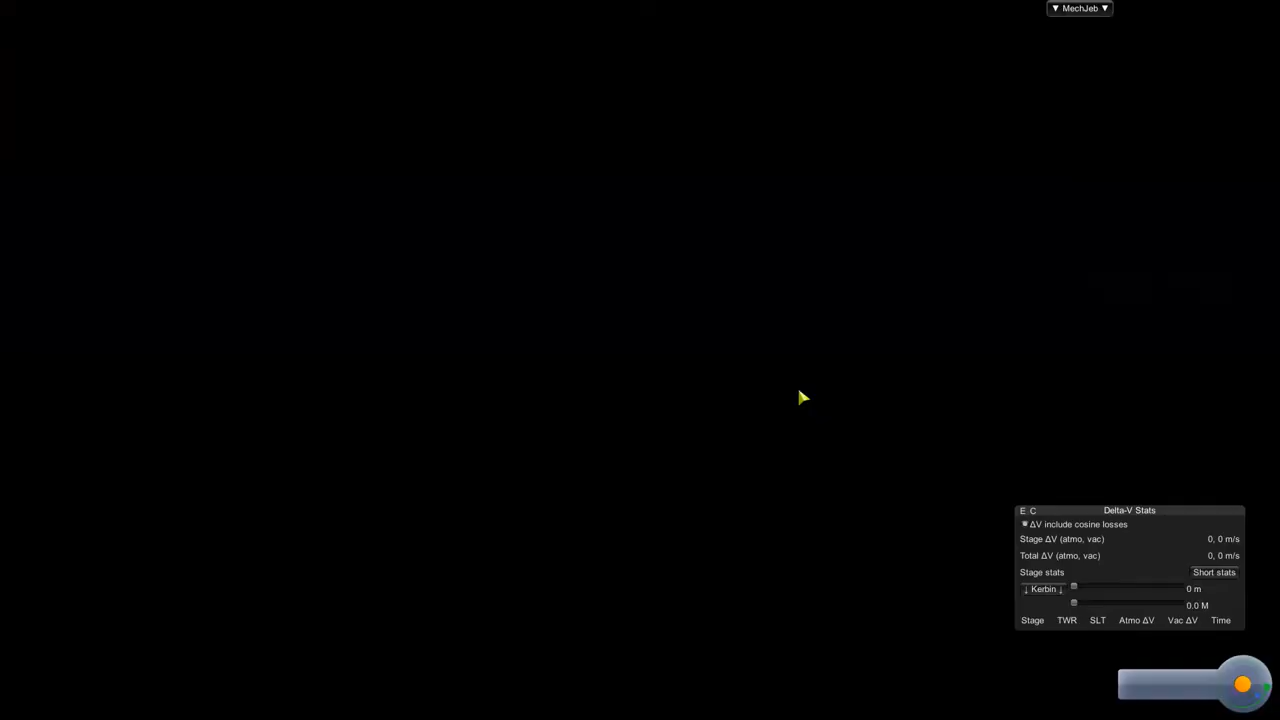 ▼ MechJeb ▼
E C Delta-V Stats
ΔV include cosine losses
Stage ΔV (atmo, vac) 0, 0 m/s
Total ΔV (atmo, vac) 0, 0 m/s
Stage stats Short stats
↓ Kerbin ↓ 0 m
0.0 M
Stage TWR SLT Atmo ΔV Vac ΔV Time